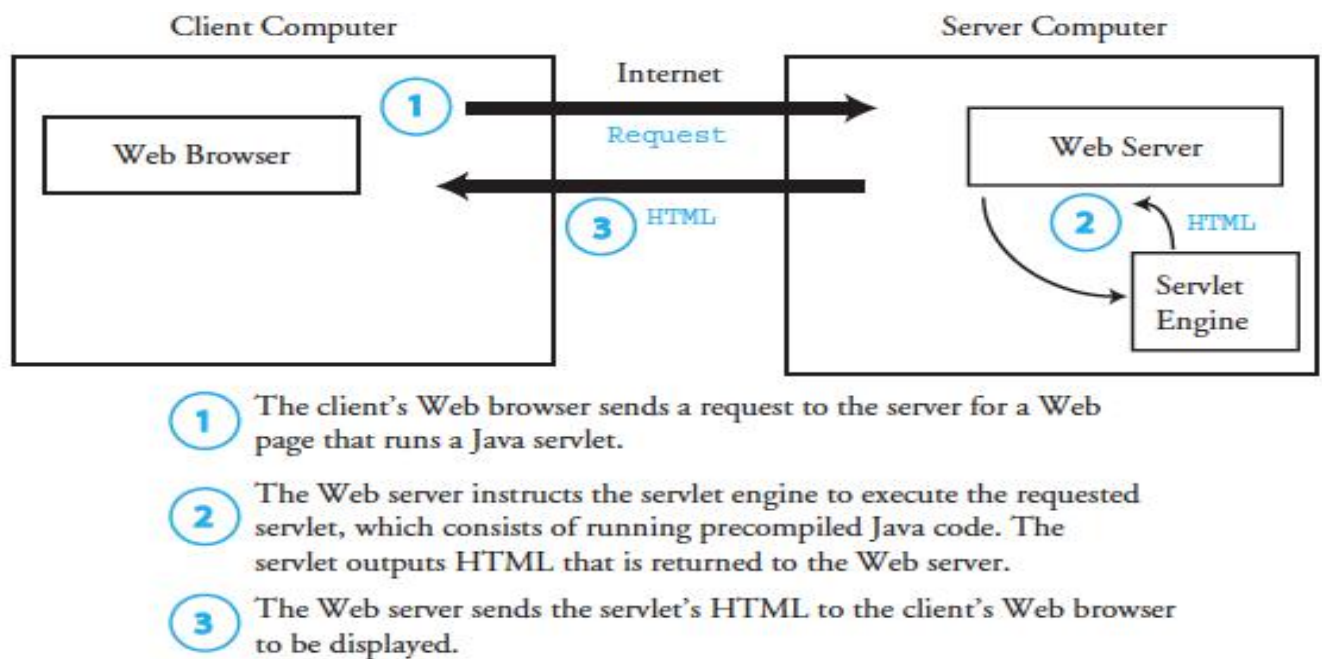 Client Computer
Server Computer
Internet
1
Request
Web Browser
Web Server
3
HTML
2
HTML
Servlet
Engine
1
The client's Web browser sends a request to the server for a Web
page that runs a Java servlet.
2
The Web server instructs the servlet engine to execute the requested
servlet, which consists of running precompiled Java code. The
servlet outputs HTML that is returned to the Web server.
3
The Web server sends the servlet's HTML to the client's Web browser
to be displayed.